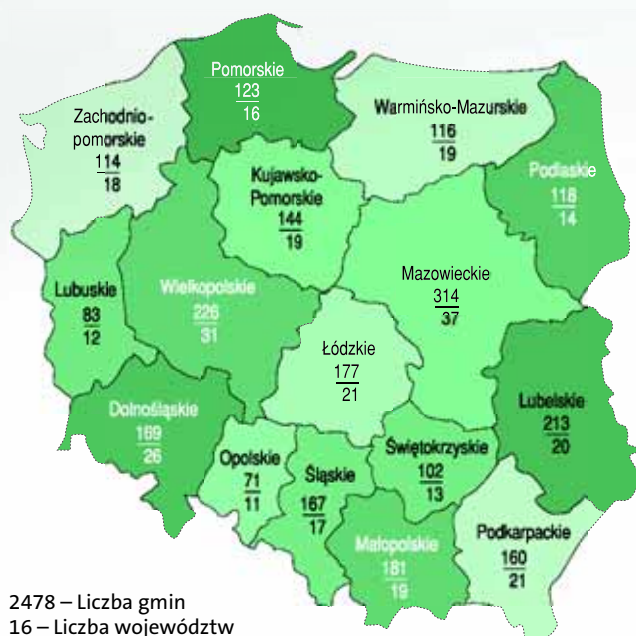 Pomorskie
123
16
Zachodnio-
pomorskie
114
18
Warmińsko-Mazurskie
116
19
Podlaskie
118
14
Kujawsko-
Pomorskie
144
19
Mazowieckie
314
37
Lubuskie
83
12
Wielkopolskie
226
31
Łódzkie
177
21
Dolnośląskie
169
26
Lubelskie
213
20
Opolskie
71
11
Śląskie
167
17
Świętokrzyskie
102
13
Małopolskie
181
19
Podkarpackie
160
21
2478 – Liczba gmin
16 – Liczba województw